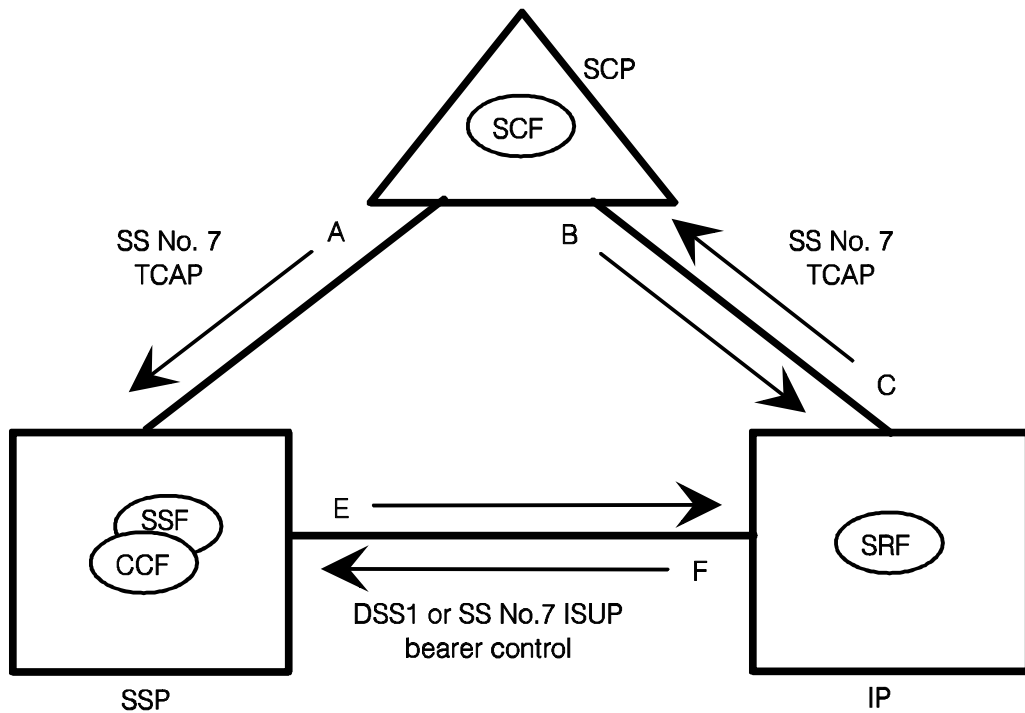 SCP
SCF
SS No. 7
TCAP
A
B
SS No. 7
TCAP
C
SSF
CCF
E
F
SRF
DSS1 or SS No.7 ISUP
bearer control
SSP
IP